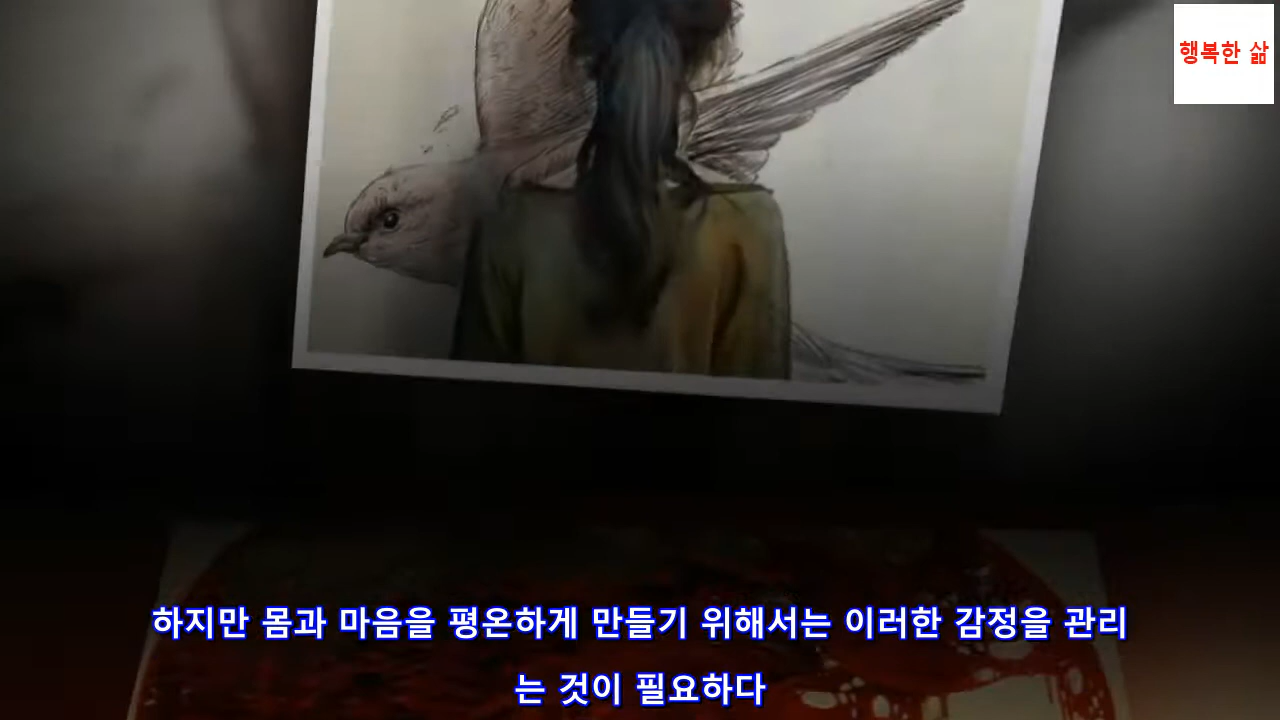 행복한 삶
하지만 몸과 마음을 평온하게 만들기 위해서는 이러한 감정을 관리
는 것이 필요하다